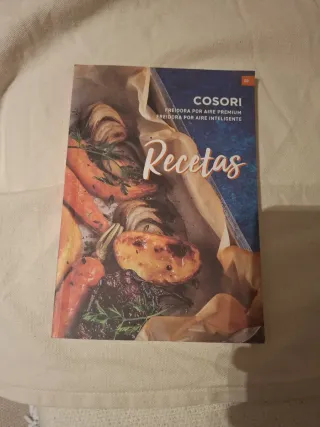 COSORI
FREIDORA POR AIRE PREMIUM
FREIDORA POR AIRE INTELIGENTE
Recetas